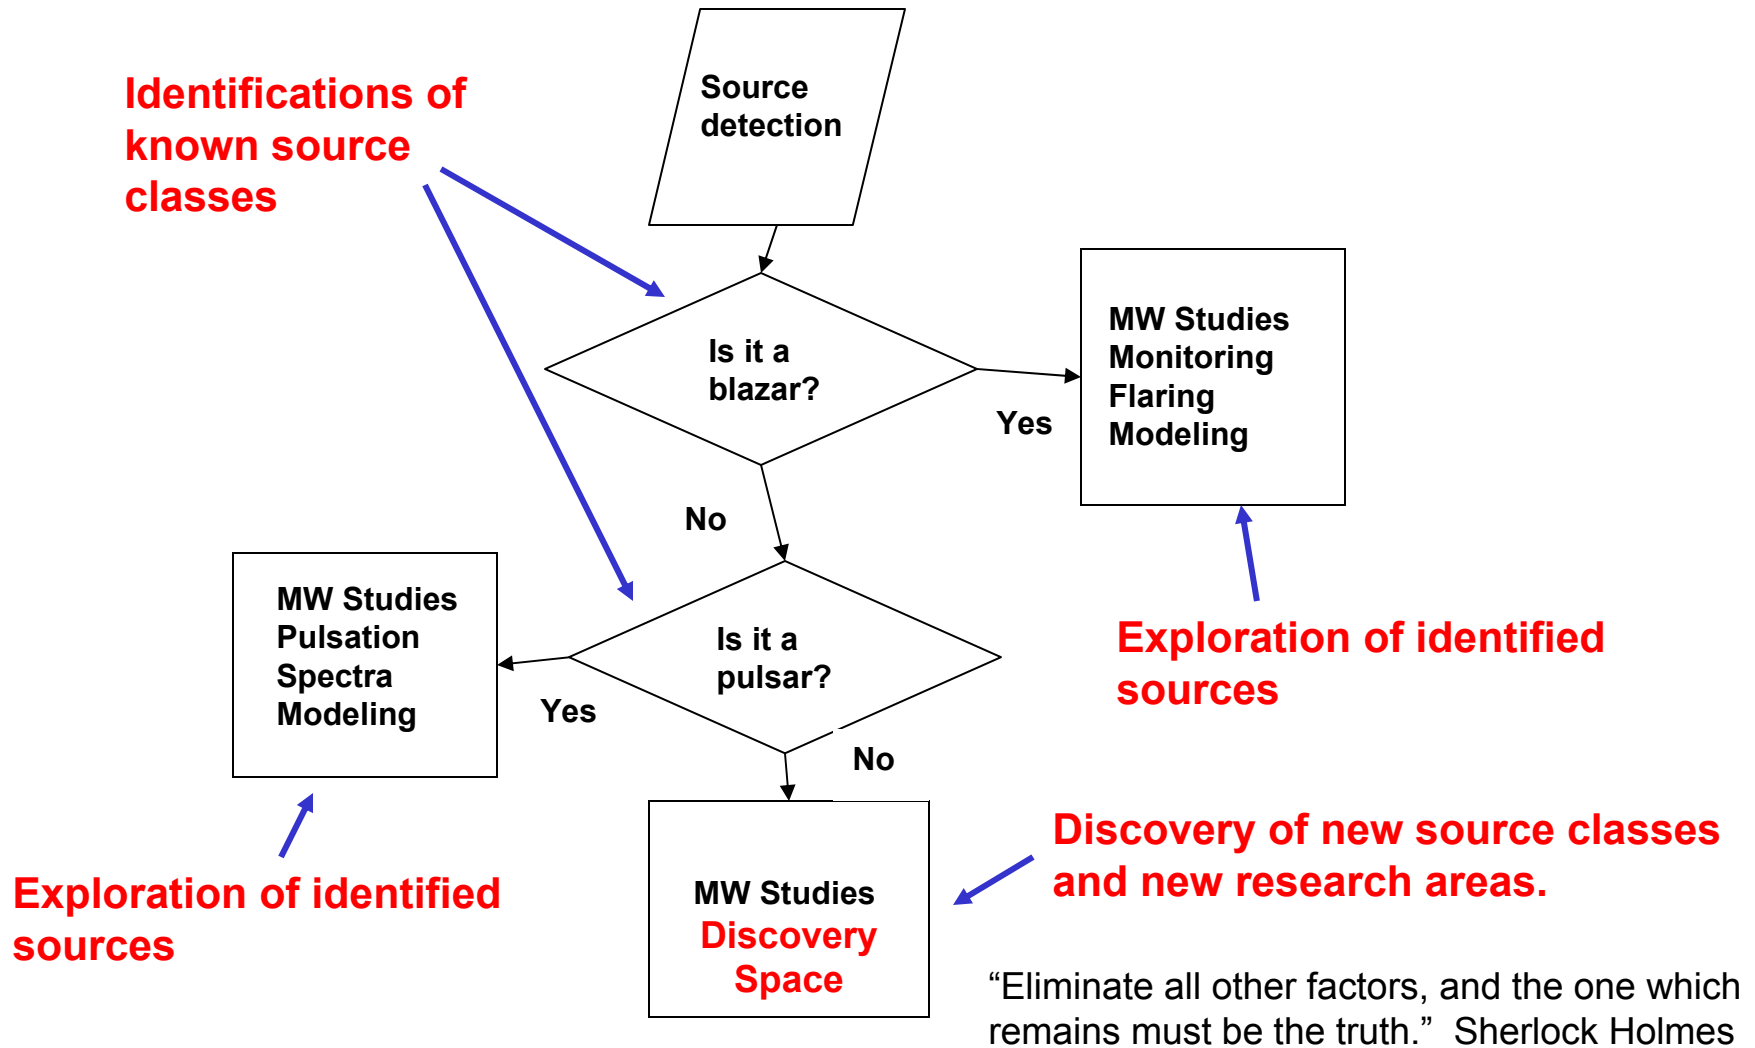 Identifications of
known source
classes
Source
detection
Is it a
blazar?
Yes
MW Studies
Monitoring
Flaring
Modeling
No
Exploration of identified
sources
MW Studies
Pulsation
Spectra
Modeling
Yes
Is it a
pulsar?
No
Exploration of identified
sources
MW Studies
Discovery
Space
Discovery of new source classes
and new research areas.
“Eliminate all other factors, and the one which
remains must be the truth.”  Sherlock Holmes